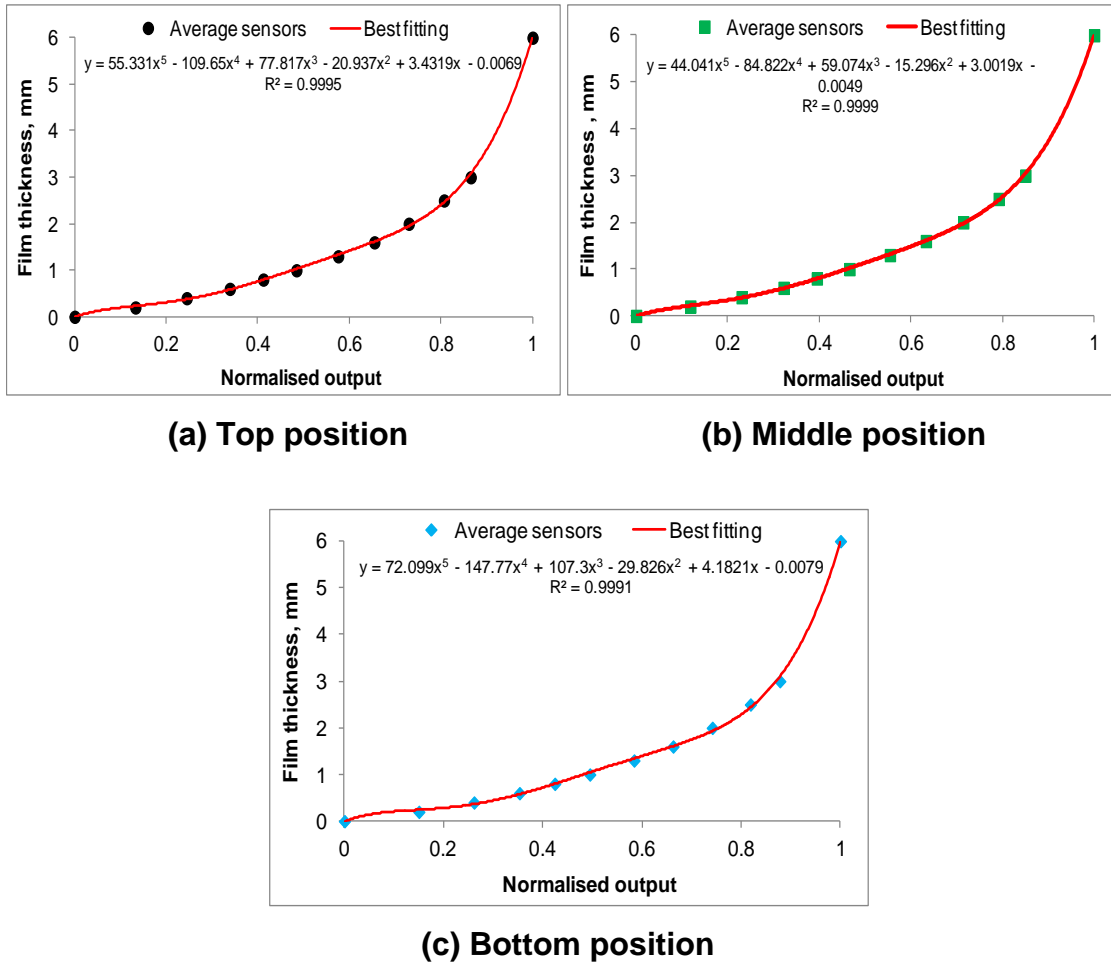 Average sensors Best fitting
y = 55.331x⁵ - 109.65x⁴ + 77.817x³ - 20.937x² + 3.4319x - 0.0069
R² = 0.9995
Film thickness, mm
6
5
4
3
2
1
0
0 0.2 0.4 0.6 0.8 1
Normalised output
(a) Top position
Average sensors Best fitting
y = 44.041x⁵ - 84.822x⁴ + 59.074x³ - 15.296x² + 3.0019x -
0.0049
R² = 0.9999
Film thickness , mm
6
5
4
3
2
1
0
0 0.2 0.4 0.6 0.8 1
Normalised output
(b) Middle position
Average sensors Best fitting
y = 72.099x⁵ - 147.77x⁴ + 107.3x³ - 29.826x² + 4.1821x - 0.0079
R² = 0.9991
Film thickness, mm
6
5
4
3
2
1
0
0 0.2 0.4 0.6 0.8 1
Normalised output
(c) Bottom position